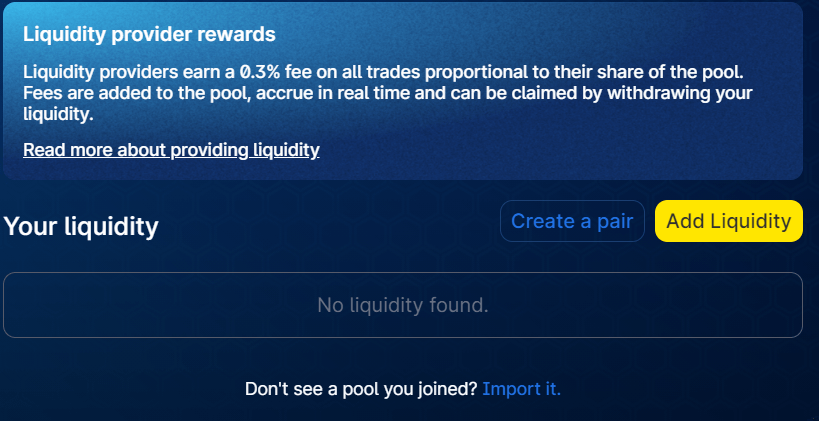 Liquidity provider rewards
Liquidity providers earn a 0.3% fee on all trades proportional to their share of the pool.
Fees are added to the pool, accrue in real time and can be claimed by withdrawing your
liquidity.
Read more about providing liquidity
Your liquidity
Create a pair
Add Liquidity
No liquidity found.
Don't see a pool you joined? Import it.